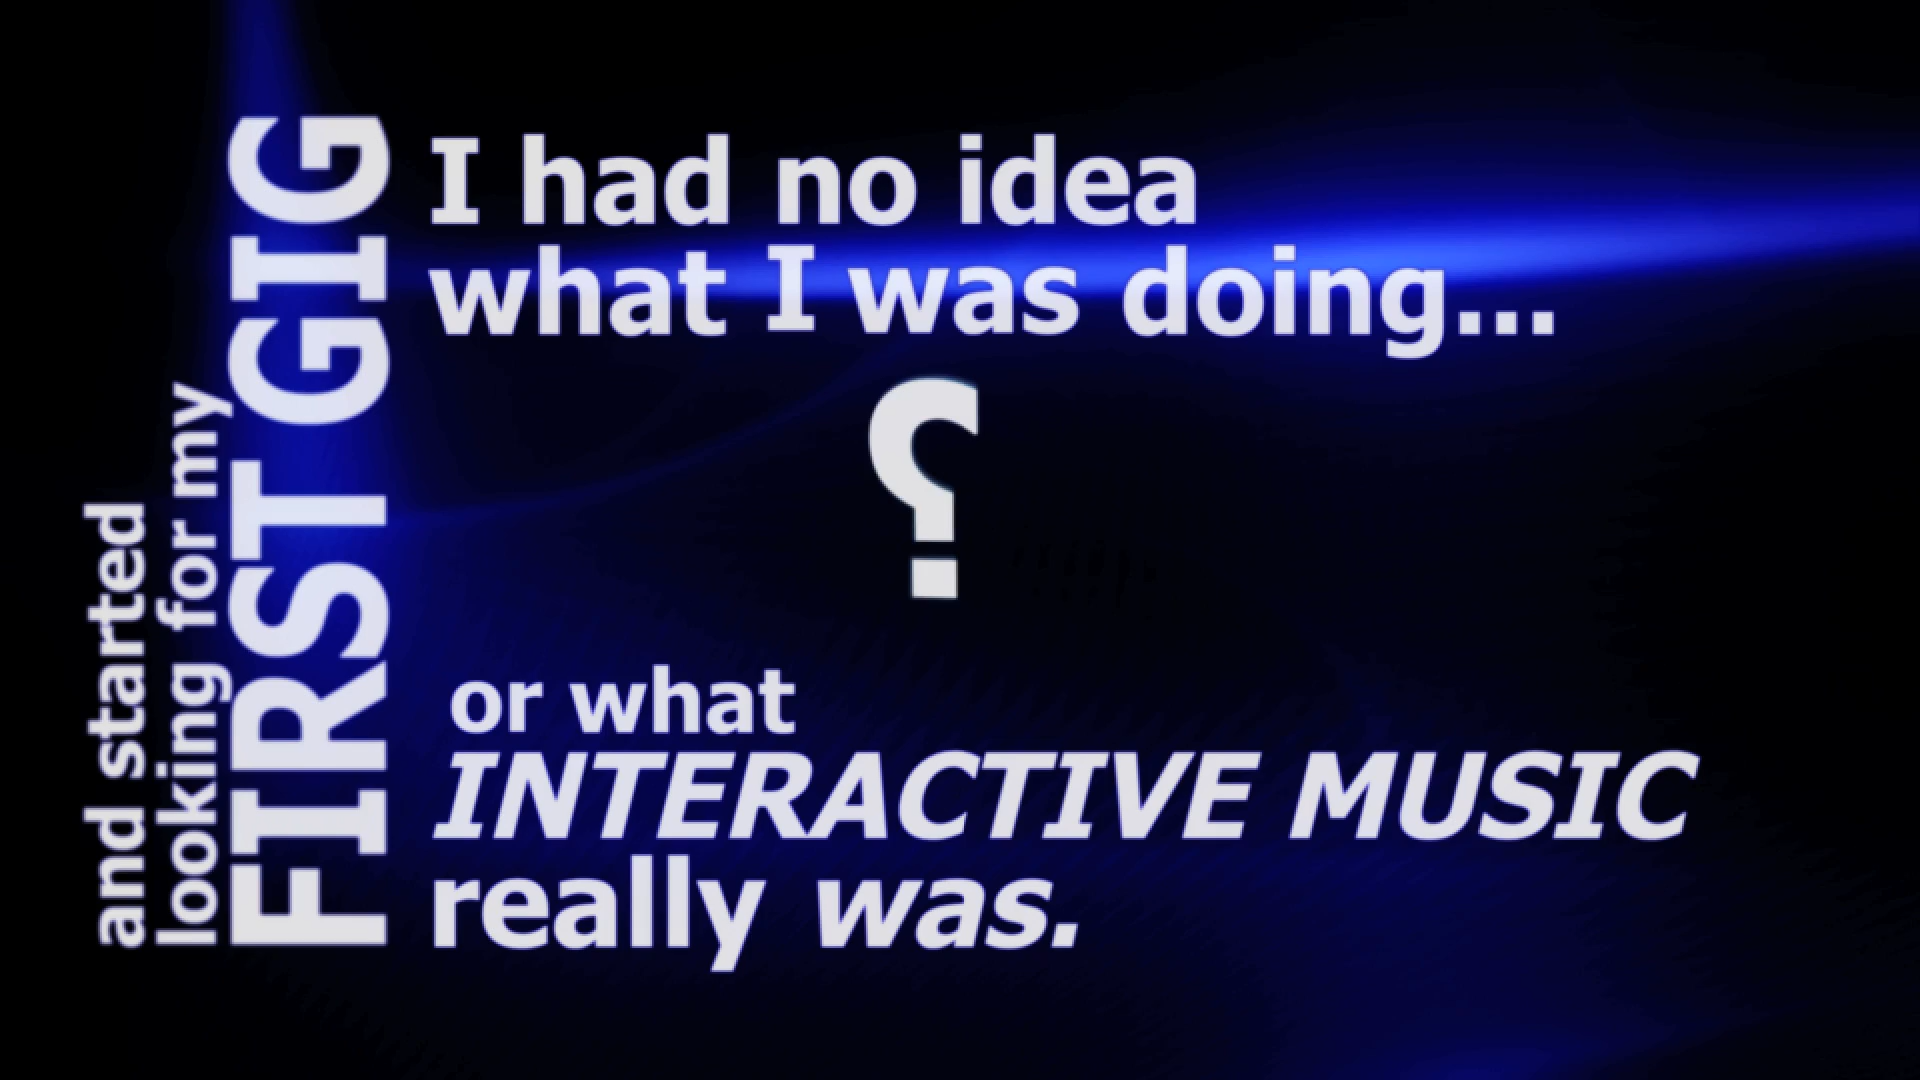 and started
looking for my
FIRST GIG
I had no idea
what I was doing...
⸮
or what
INTERACTIVE MUSIC
really was.